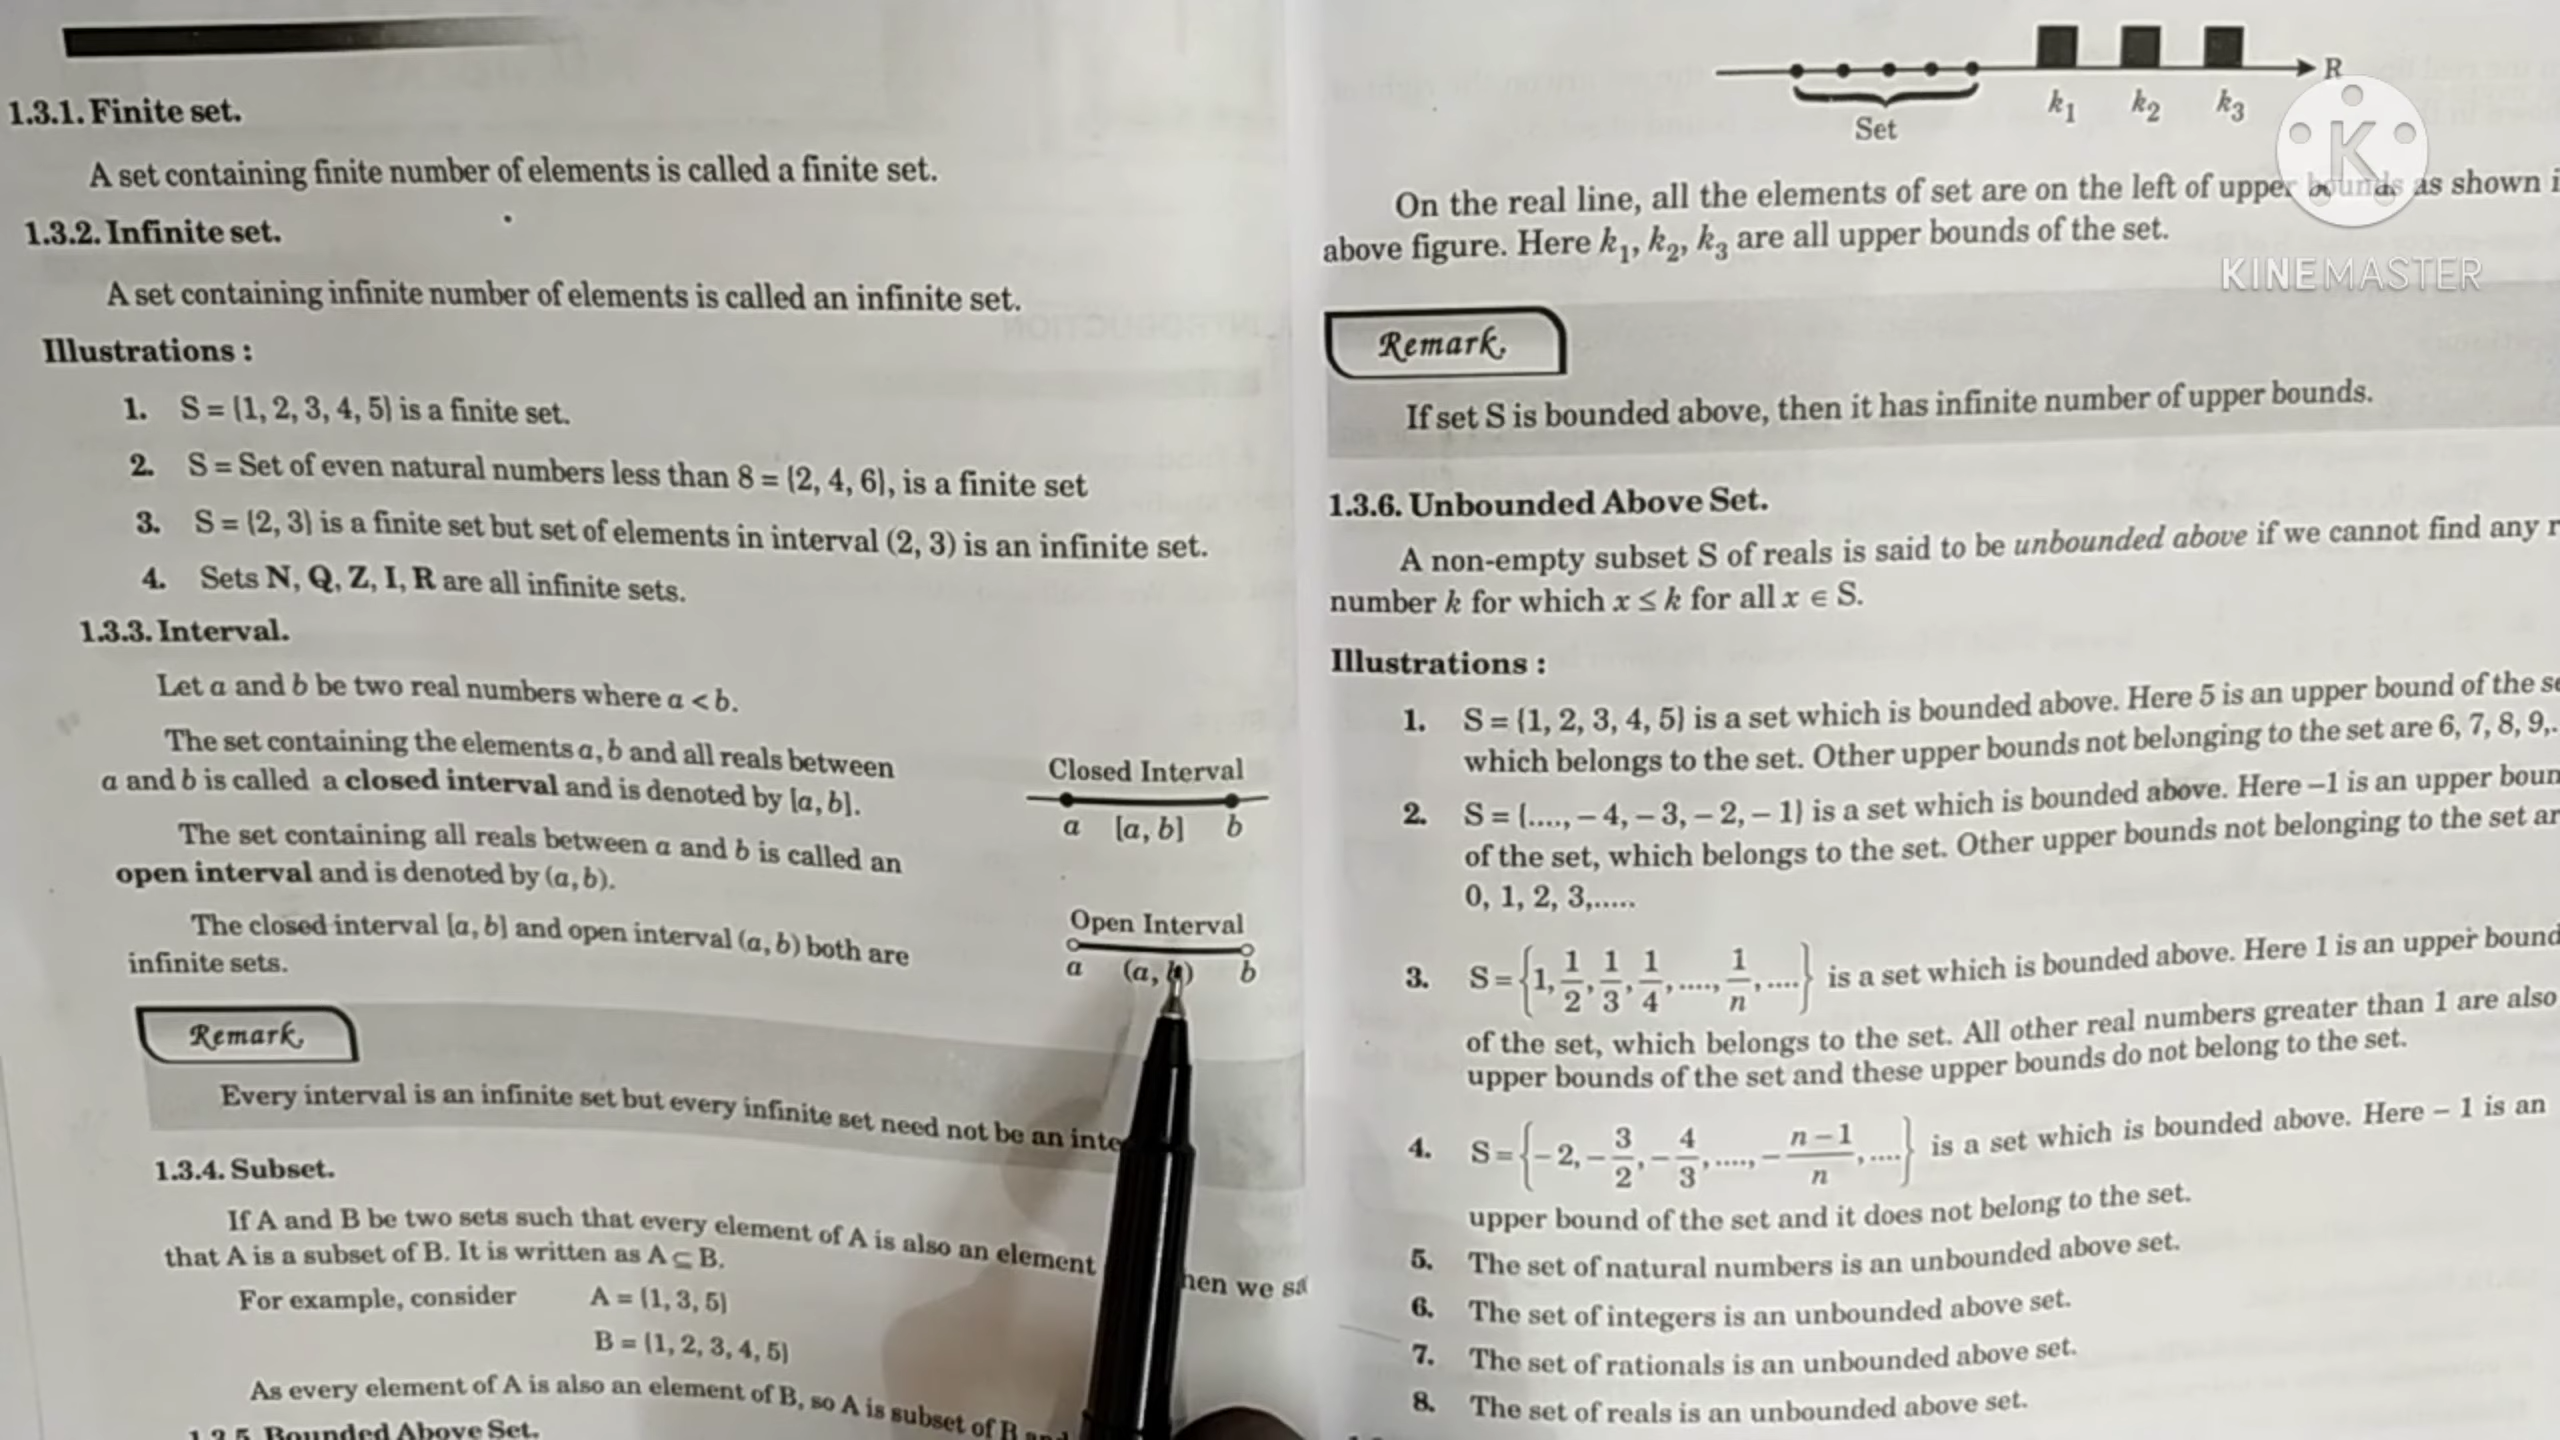 1.3.1. Finite set.
A set containing finite number of elements is called a finite set.
1.3.2. Infinite set.
A set containing infinite number of elements is called an infinite set.
Illustrations :
1. S = {1, 2, 3, 4, 5} is a finite set.
2. S = Set of even natural numbers less than 8 = {2, 4, 6}, is a finite set
3. S = {2, 3} is a finite set but set of elements in interval (2, 3) is an infinite set.
4. Sets N, Q, Z, I, R are all infinite sets.
1.3.3. Interval.
Let a and b be two real numbers where a < b.
The set containing the elements a, b and all reals between
a and b is called a closed interval and is denoted by [a, b].
The set containing all reals between a and b is called an
open interval and is denoted by (a, b).
The closed interval [a, b] and open interval (a, b) both are
infinite sets.
Closed Interval
a [a, b] b
Open Interval
a (a, b) b
Remark.
Every interval is an infinite set but every infinite set need not be an
1.3.4. Subset.
If A and B be two sets such that every element of A is also an element hen we sa
that A is a subset of B. It is written as A ⊆ B.
For example, consider A = {1, 3, 5}
B = {1, 2, 3, 4, 5}
As every element of A is also an element of B, so A is subset of B and
1.3.5. Bounded Above Set.
R
k₁ k₂ k₃
Set
On the real line, all the elements of set are on the left of upper bounds as shown i
above figure. Here k₁, k₂, k₃ are all upper bounds of the set.
K
KINEMASTER
Remark.
If set S is bounded above, then it has infinite number of upper bounds.
1.3.6. Unbounded Above Set.
A non-empty subset S of reals is said to be unbounded above if we cannot find any r
number k for which x ≤ k for all x ∈ S.
Illustrations :
1. S = {1, 2, 3, 4, 5} is a set which is bounded above. Here 5 is an upper bound of the se
which belongs to the set. Other upper bounds not belonging to the set are 6, 7, 8, 9,..
2. S = {...., – 4, – 3, – 2, – 1} is a set which is bounded above. Here –1 is an upper boun
of the set, which belongs to the set. Other upper bounds not belonging to the set ar
0, 1, 2, 3,.....
3. S = {1, 1/2, 1/3, 1/4, ...., 1/n, ....} is a set which is bounded above. Here 1 is an upper bound
of the set, which belongs to the set. All other real numbers greater than 1 are also
upper bounds of the set and these upper bounds do not belong to the set.
4. S = {– 2, – 3/2, – 4/3, ...., – n – 1/n, ....} is a set which is bounded above. Here – 1 is an
upper bound of the set and it does not belong to the set.
5. The set of natural numbers is an unbounded above set.
6. The set of integers is an unbounded above set.
7. The set of rationals is an unbounded above set.
8. The set of reals is an unbounded above set.